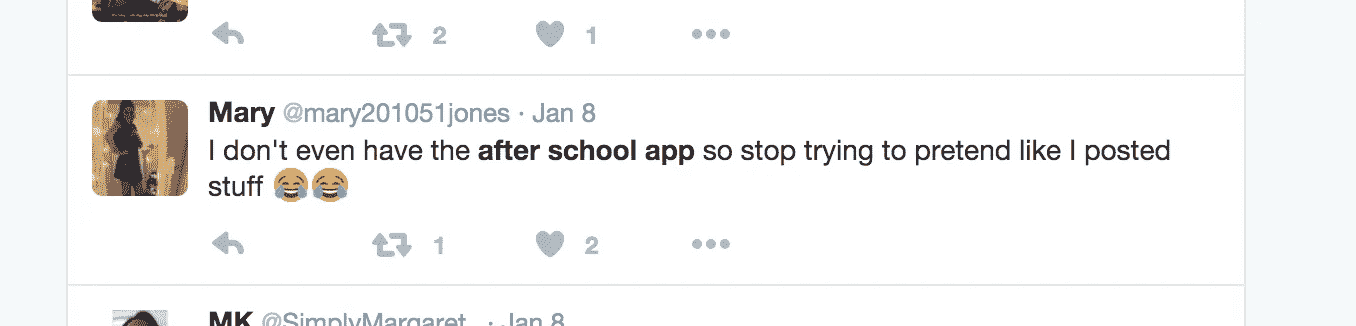 2 1
Mary @mary201051jones · Jan 8
I don't even have the after school app so stop trying to pretend like I posted
stuff 😂😂
1 2
MK @SimplyMargaret_ · Jan 8